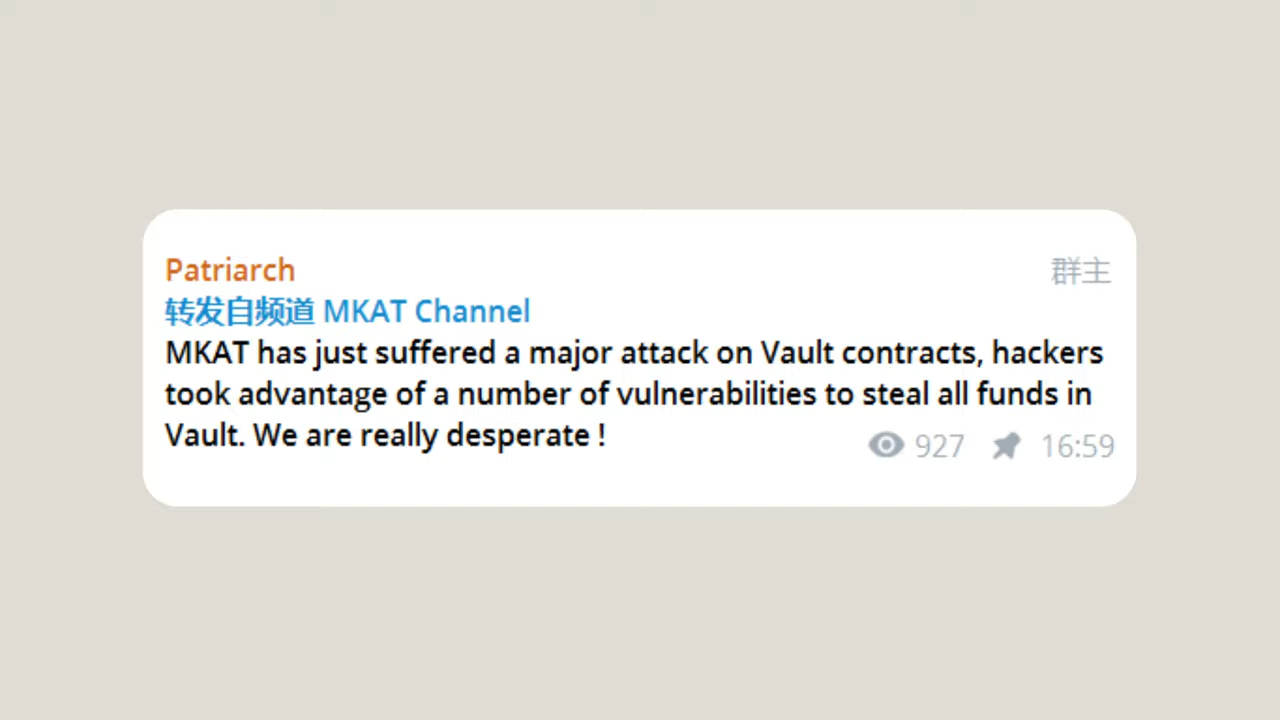 Patriarch 群主
转发自频道 MKAT Channel
MKAT has just suffered a major attack on Vault contracts, hackers
took advantage of a number of vulnerabilities to steal all funds in
Vault. We are really desperate !
927 16:59